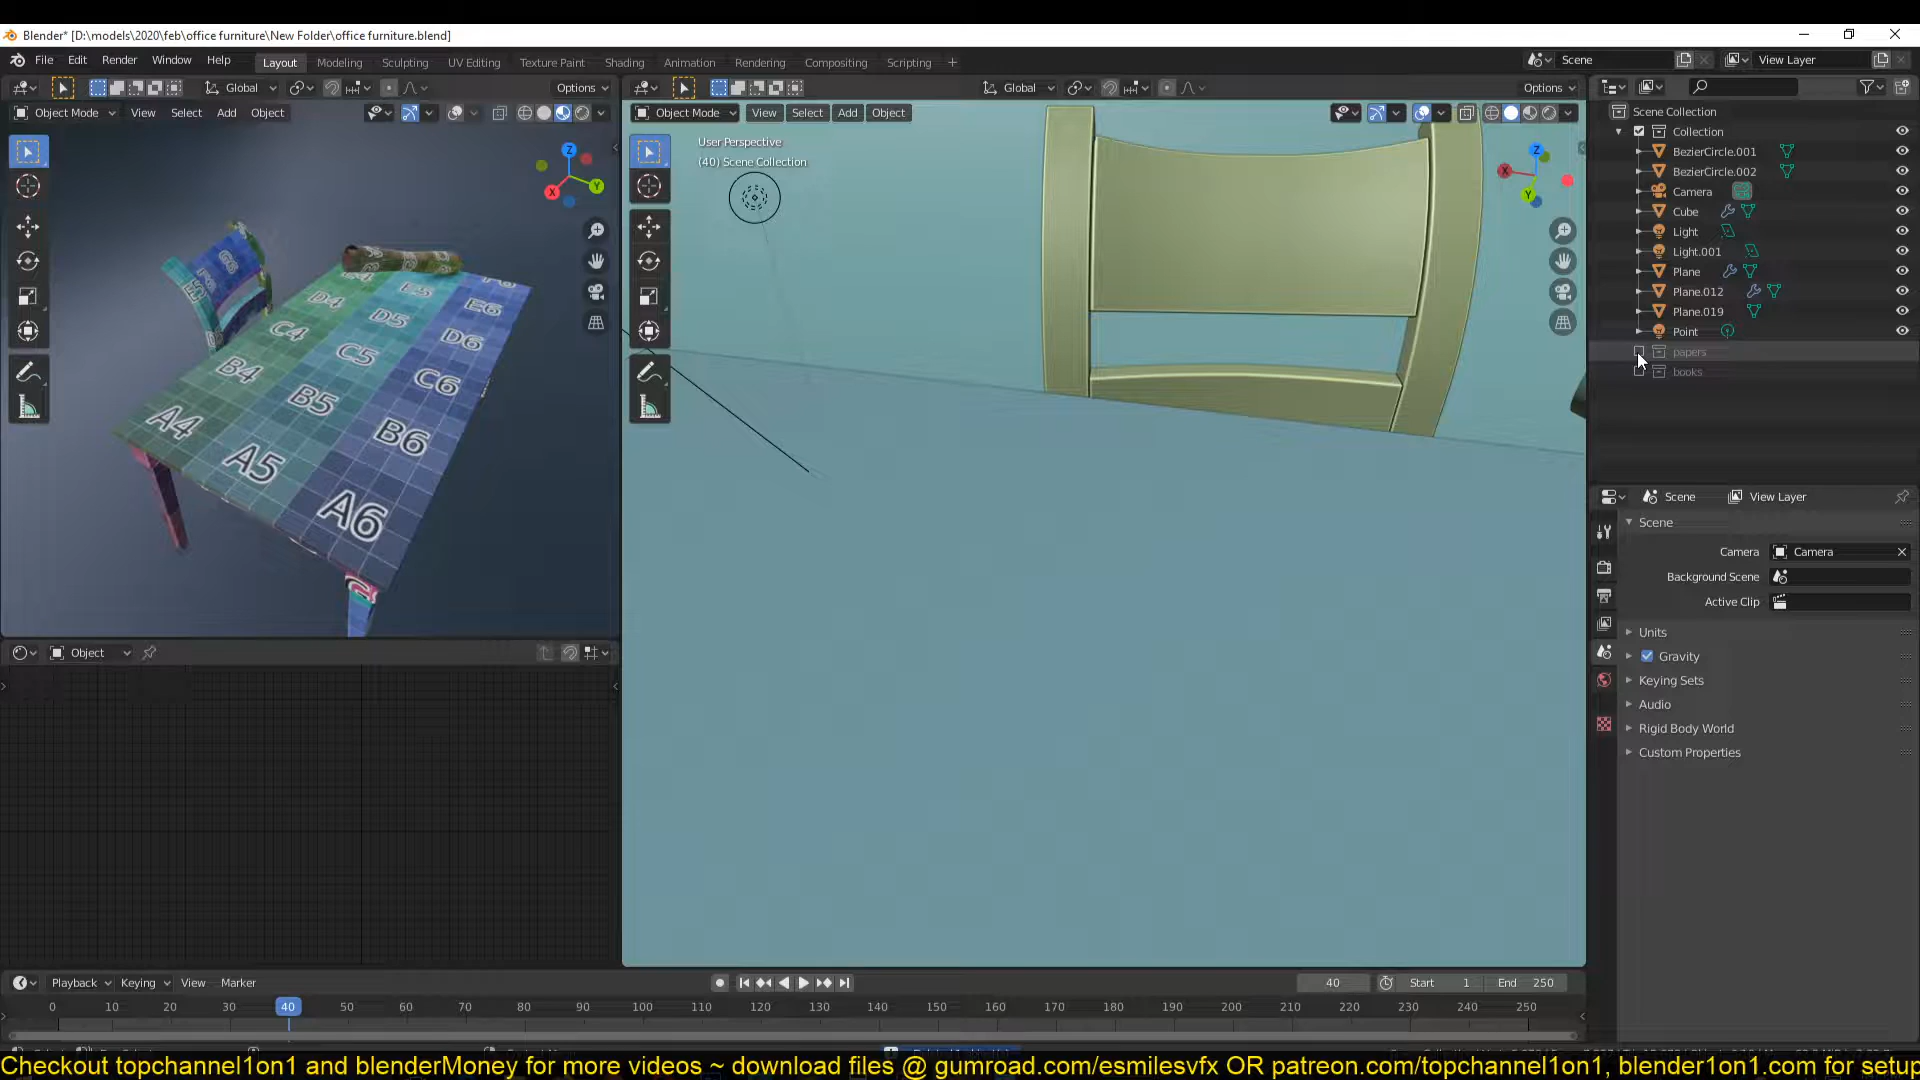 Blender* [D:\models\2020\feb\office furniture\New Folder\office furniture.blend]
File Edit Render Window Help Layout Modeling Sculpting UV Editing Texture Paint Shading Animation Rendering Compositing Scripting + Scene View Layer
Global Options Global Options
Object Mode View Select Add Object Object Mode View Select Add Object
User Perspective
(40) Scene Collection
Scene Collection
Collection
BezierCircle.001
BezierCircle.002
Camera
Cube
Light
Light.001
Plane
Plane.012
Plane.019
Point
papers
books
X Y Z
X Y Z
E5 E6
D4 D5 D6
C4 C5 C6
B4 B5 B6
A4 A5 A6
Scene View Layer
Scene
Camera Camera
Background Scene
Active Clip
Units
Gravity
Keying Sets
Audio
Rigid Body World
Custom Properties
Object
Playback Keying View Marker 40 Start 1 End 250
0 10 20 30 40 50 60 70 80 90 100 110 120 130 140 150 160 170 180 190 200 210 220 230 240 250
Checkout topchannel1on1 and blenderMoney for more videos ~ download files @ gumroad.com/esmilesvfx OR patreon.com/topchannel1on1, blender1on1.com for setup